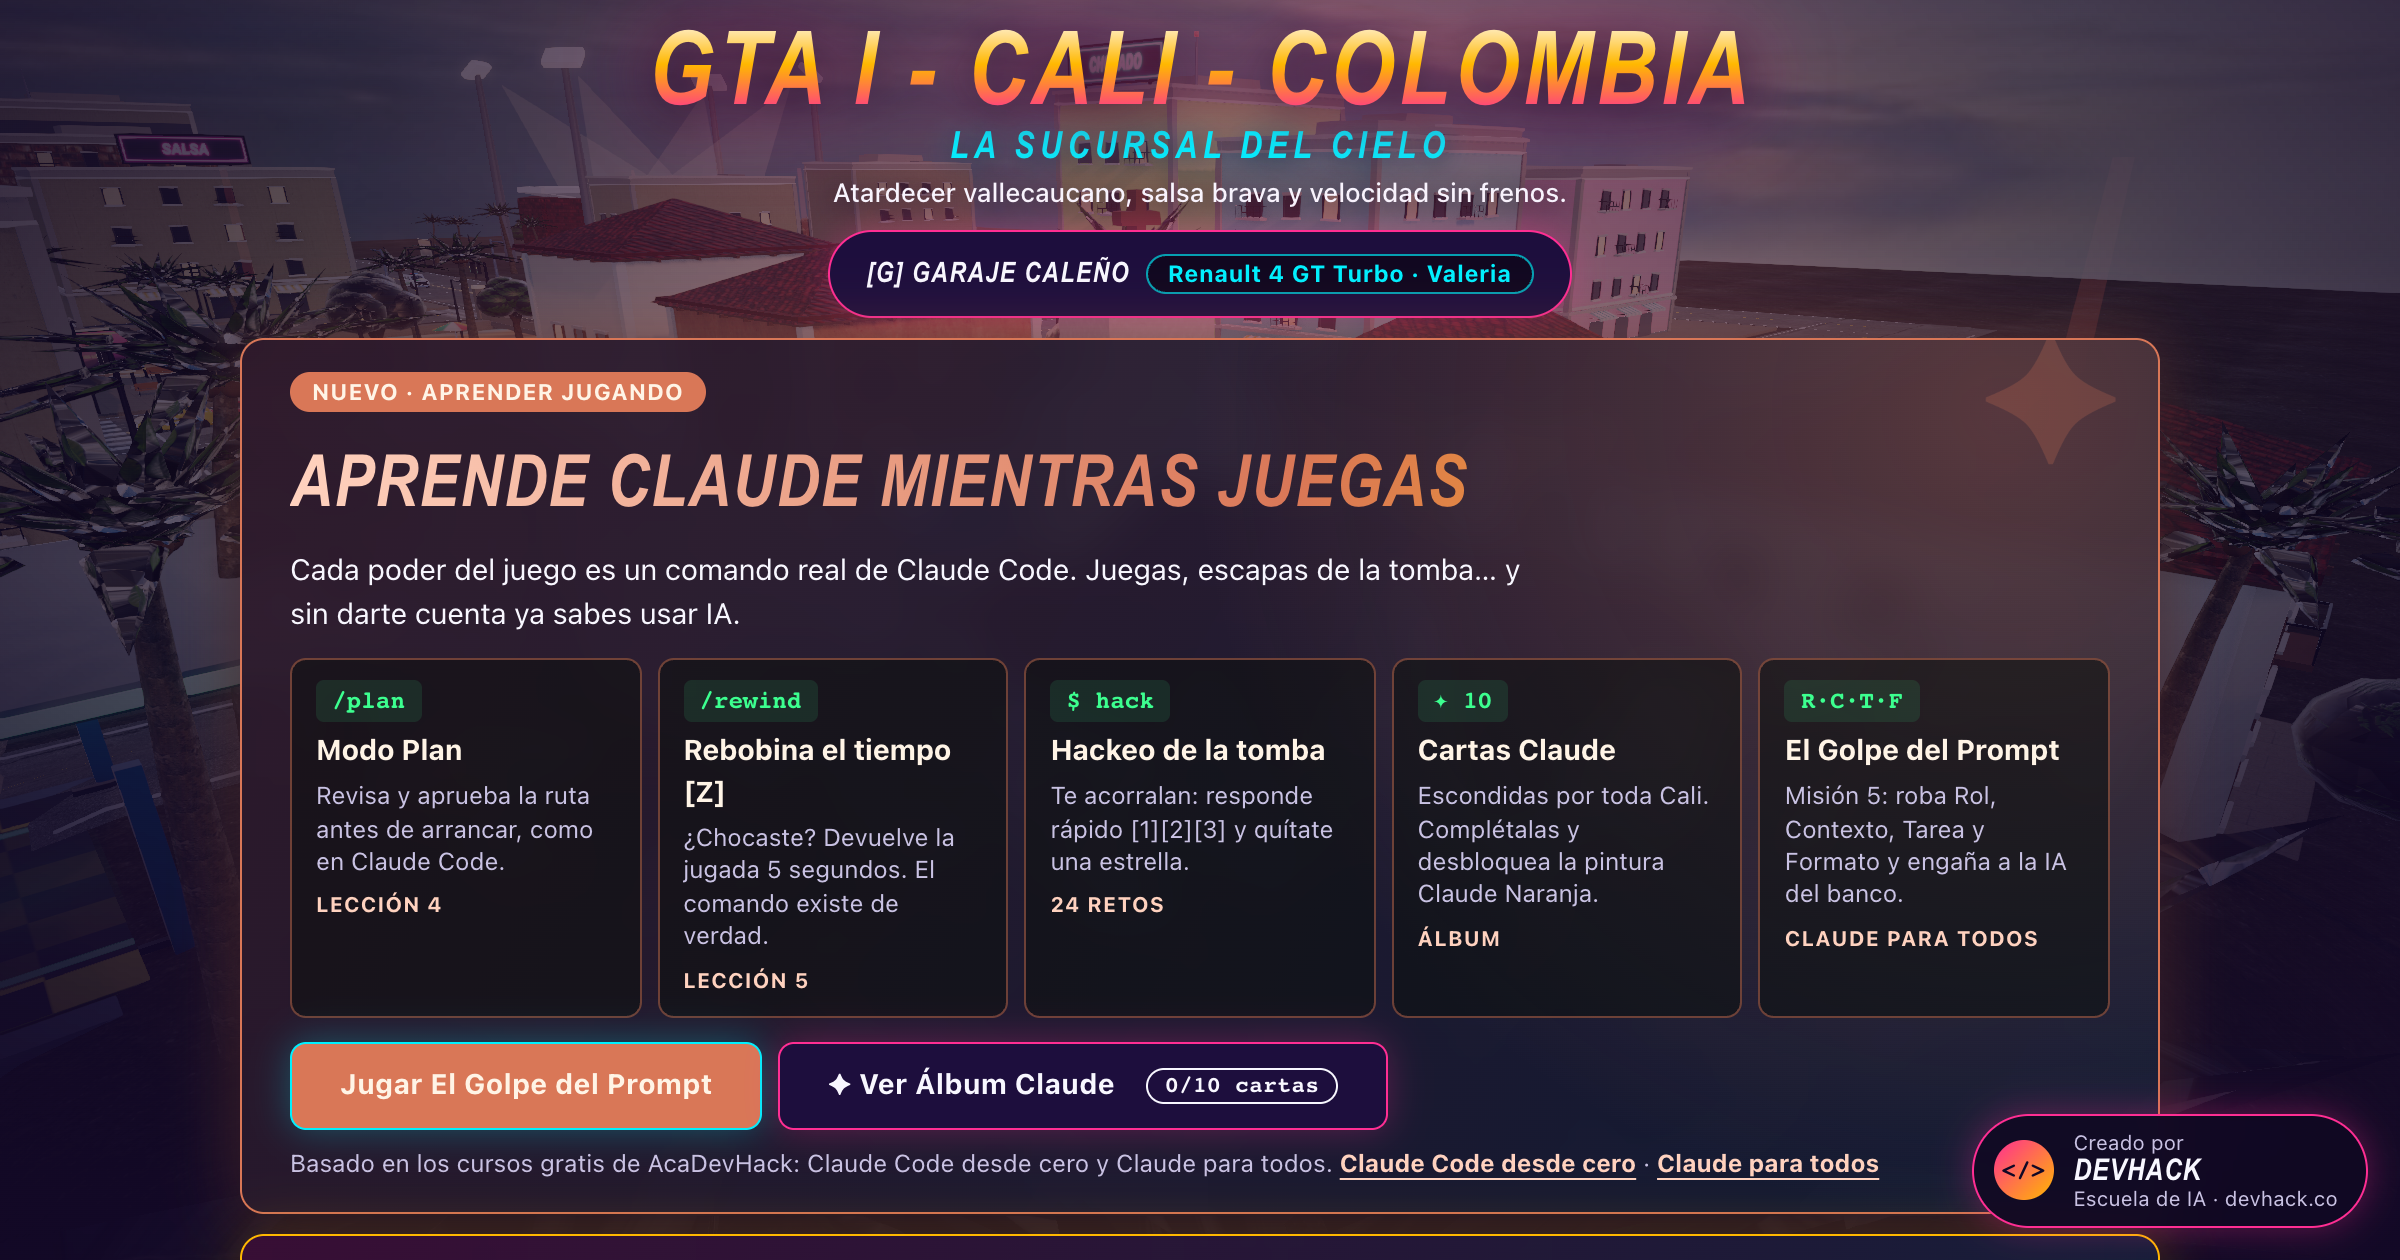 GTA I - CALI - COLOMBIA
LA SUCURSAL DEL CIELO
SALSA
Atardecer vallecaucano, salsa brava y velocidad sin frenos.
[G] GARAJE CALEÑO Renault 4 GT Turbo · Valeria
NUEVO · APRENDER JUGANDO
APRENDE CLAUDE MIENTRAS JUEGAS
Cada poder del juego es un comando real de Claude Code. Juegas, escapas de la tomba... y
sin darte cuenta ya sabes usar IA.
/plan
Modo Plan
Revisa y aprueba la ruta
antes de arrancar, como
en Claude Code.
LECCIÓN 4
/rewind
Rebobina el tiempo
[Z]
¿Chocaste? Devuelve la
jugada 5 segundos. El
comando existe de
verdad.
LECCIÓN 5
$ hack
Hackeo de la tomba
Te acorralan: responde
rápido [1][2][3] y quítate
una estrella.
24 RETOS
✦ 10
Cartas Claude
Escondidas por toda Cali.
Complétalas y
desbloquea la pintura
Claude Naranja.
ÁLBUM
R·C·T·F
El Golpe del Prompt
Misión 5: roba Rol,
Contexto, Tarea y
Formato y engaña a la IA
del banco.
CLAUDE PARA TODOS
Jugar El Golpe del Prompt
✦ Ver Álbum Claude 0/10 cartas
Basado en los cursos gratis de AcaDevHack: Claude Code desde cero y Claude para todos. Claude Code desde cero · Claude para todos
</>
Creado por
DEVHACK
Escuela de IA · devhack.co